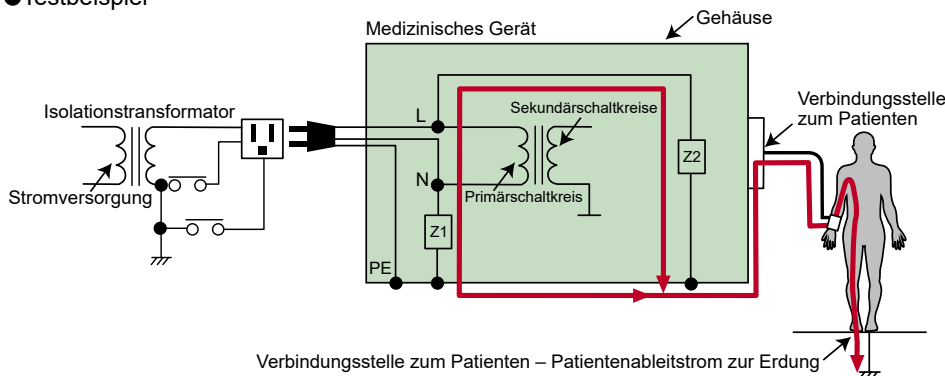 ●Testbeispiel
Medizinisches Gerät
Gehäuse
Isolationstransformator
L
Sekundärschaltkreise
Verbindungsstelle
zum Patienten
Z2
Stromversorgung
N
Primärschaltkreis
Z1
PE
Verbindungsstelle zum Patienten – Patientenableitstrom zur Erdung